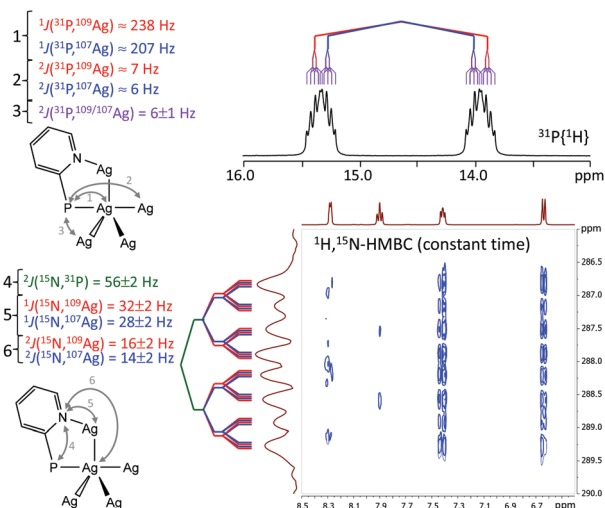 1
¹J(³¹P,¹⁰⁹Ag) ≈ 238 Hz
¹J(³¹P,¹⁰⁷Ag) ≈ 207 Hz
2
²J(³¹P,¹⁰⁹Ag) ≈ 7 Hz
²J(³¹P,¹⁰⁷Ag) ≈ 6 Hz
3
²J(³¹P,¹⁰⁹/¹⁰⁷Ag) = 6±1 Hz
N
Ag
2
P
1
Ag
Ag
3
Ag
Ag
³¹P{¹H}
16.0 15.0 14.0 ppm
4
²J(¹⁵N,³¹P) = 56±2 Hz
5
¹J(¹⁵N,¹⁰⁹Ag) = 32±2 Hz
¹J(¹⁵N,¹⁰⁷Ag) = 28±2 Hz
6
²J(¹⁵N,¹⁰⁹Ag) = 16±2 Hz
²J(¹⁵N,¹⁰⁷Ag) = 14±2 Hz
6
N
5
Ag
4
P
Ag
Ag
Ag
Ag
¹H,¹⁵N-HMBC (constant time)
ppm
286.5
287.0
287.5
288.0
288.5
289.0
289.5
290.0
8.5 8.3 8.1 7.9 7.7 7.5 7.3 7.1 6.9 6.7 ppm